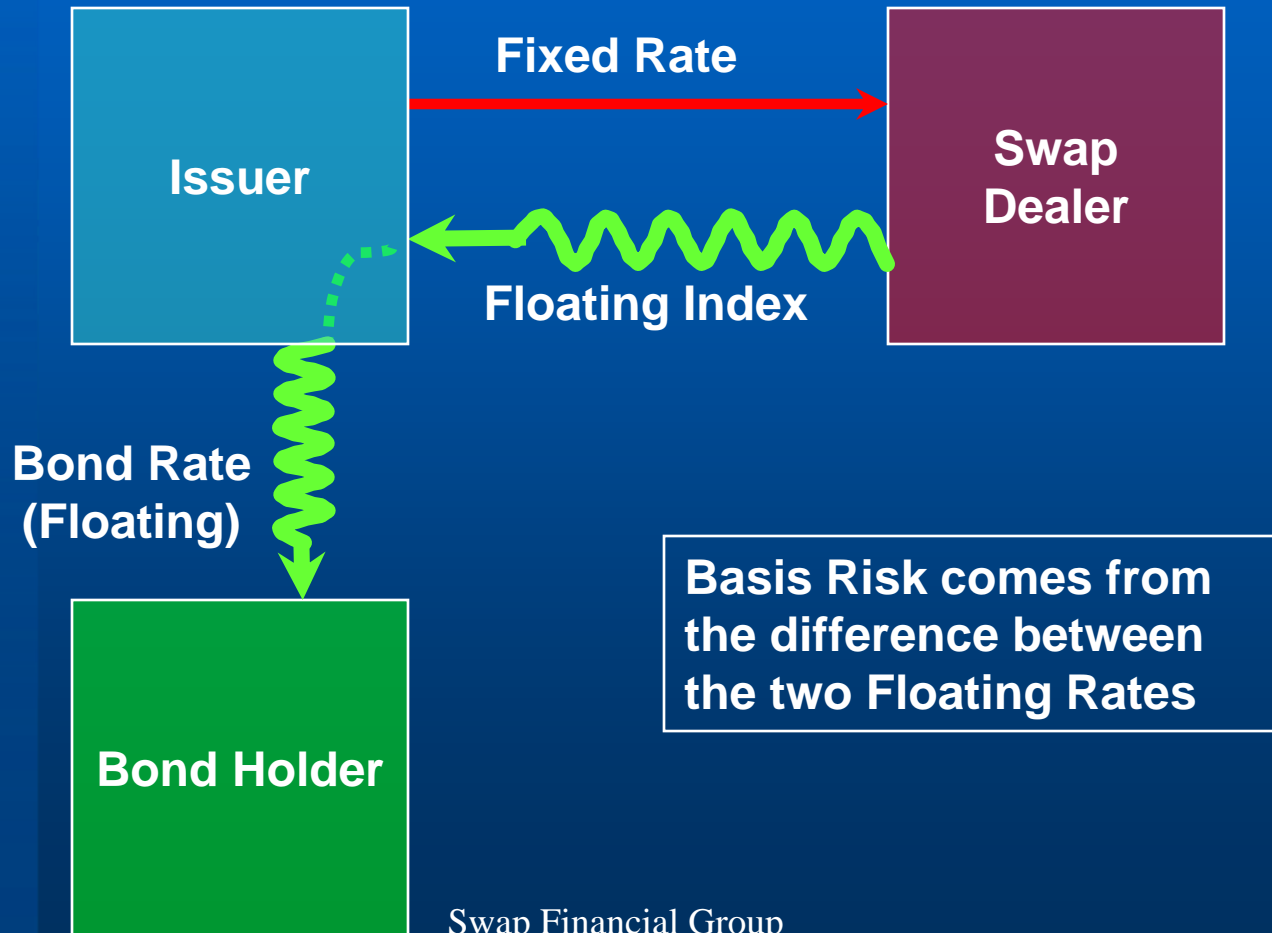 Fixed Rate
Issuer
Swap
Dealer
Floating Index
Bond Rate
(Floating)
Basis Risk comes from
the difference between
the two Floating Rates
Bond Holder
Swap Financial Group